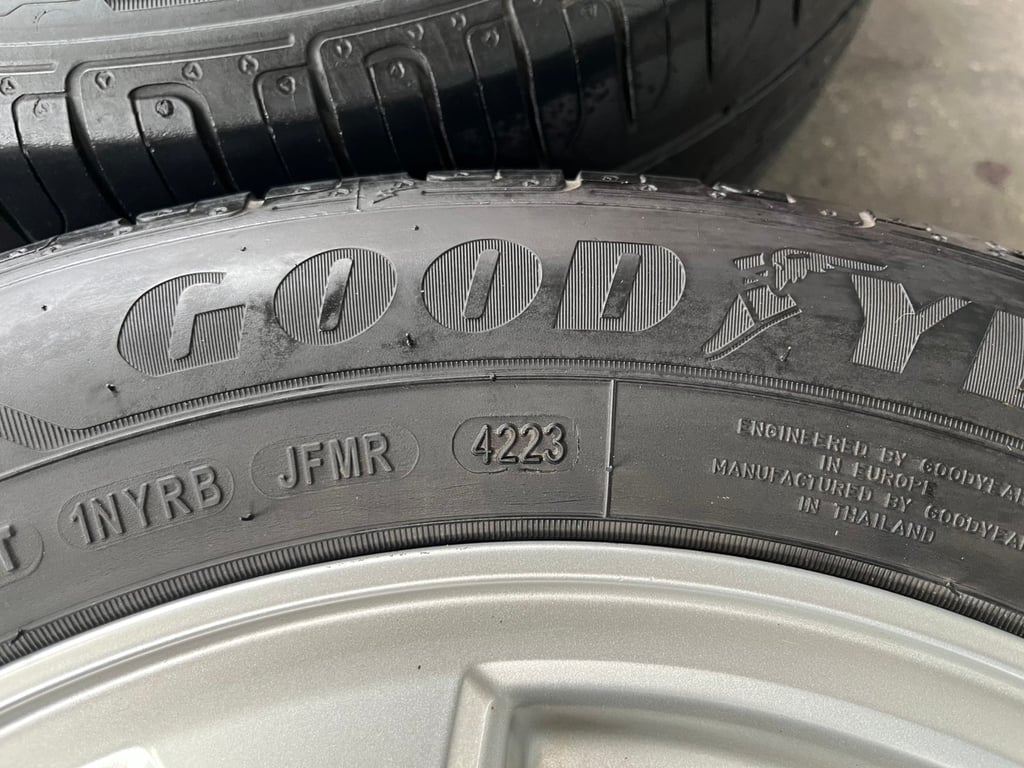 GOODYE
T 1NYRB JFMR 4223
ENGINEERED BY GOODYEAR
IN EUROPE
MANUFACTURED BY GOODYEAR
IN THAILAND